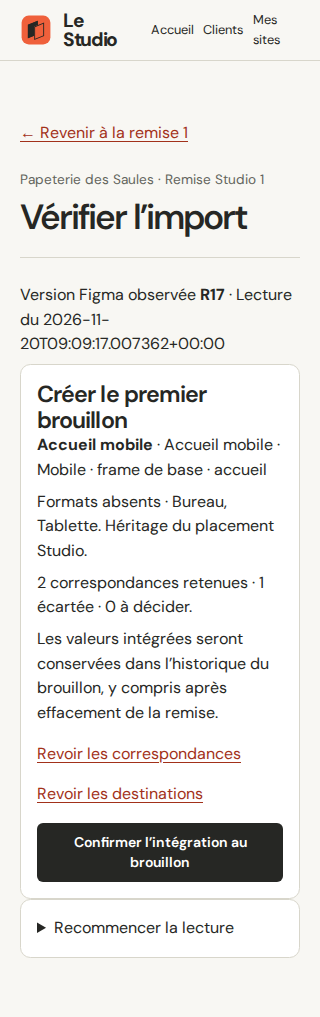 Le
Studio
Accueil
Clients
Mes
sites
← Revenir à la remise 1
Papeterie des Saules · Remise Studio 1
Vérifier l’import
Version Figma observée R17 · Lecture
du 2026-11-
20T09:09:17.007362+00:00
Créer le premier
brouillon
Accueil mobile · Accueil mobile ·
Mobile · frame de base · accueil
Formats absents · Bureau,
Tablette. Héritage du placement
Studio.
2 correspondances retenues · 1
écartée · 0 à décider.
Les valeurs intégrées seront
conservées dans l’historique du
brouillon, y compris après
effacement de la remise.
Revoir les correspondances
Revoir les destinations
Confirmer l’intégration au
brouillon
▶ Recommencer la lecture